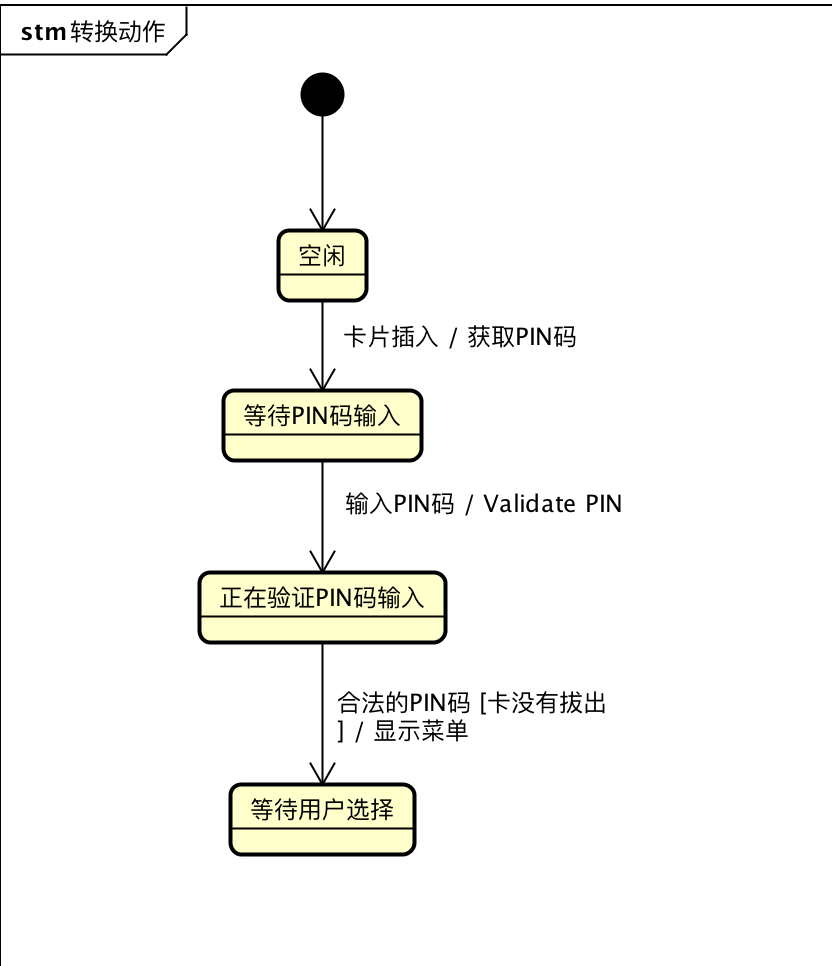 stm 转换动作
空闲
卡片插入 / 获取PIN码
等待PIN码输入
输入PIN码 / Validate PIN
正在验证PIN码输入
合法的PIN码 [卡没有拔出
] / 显示菜单
等待用户选择